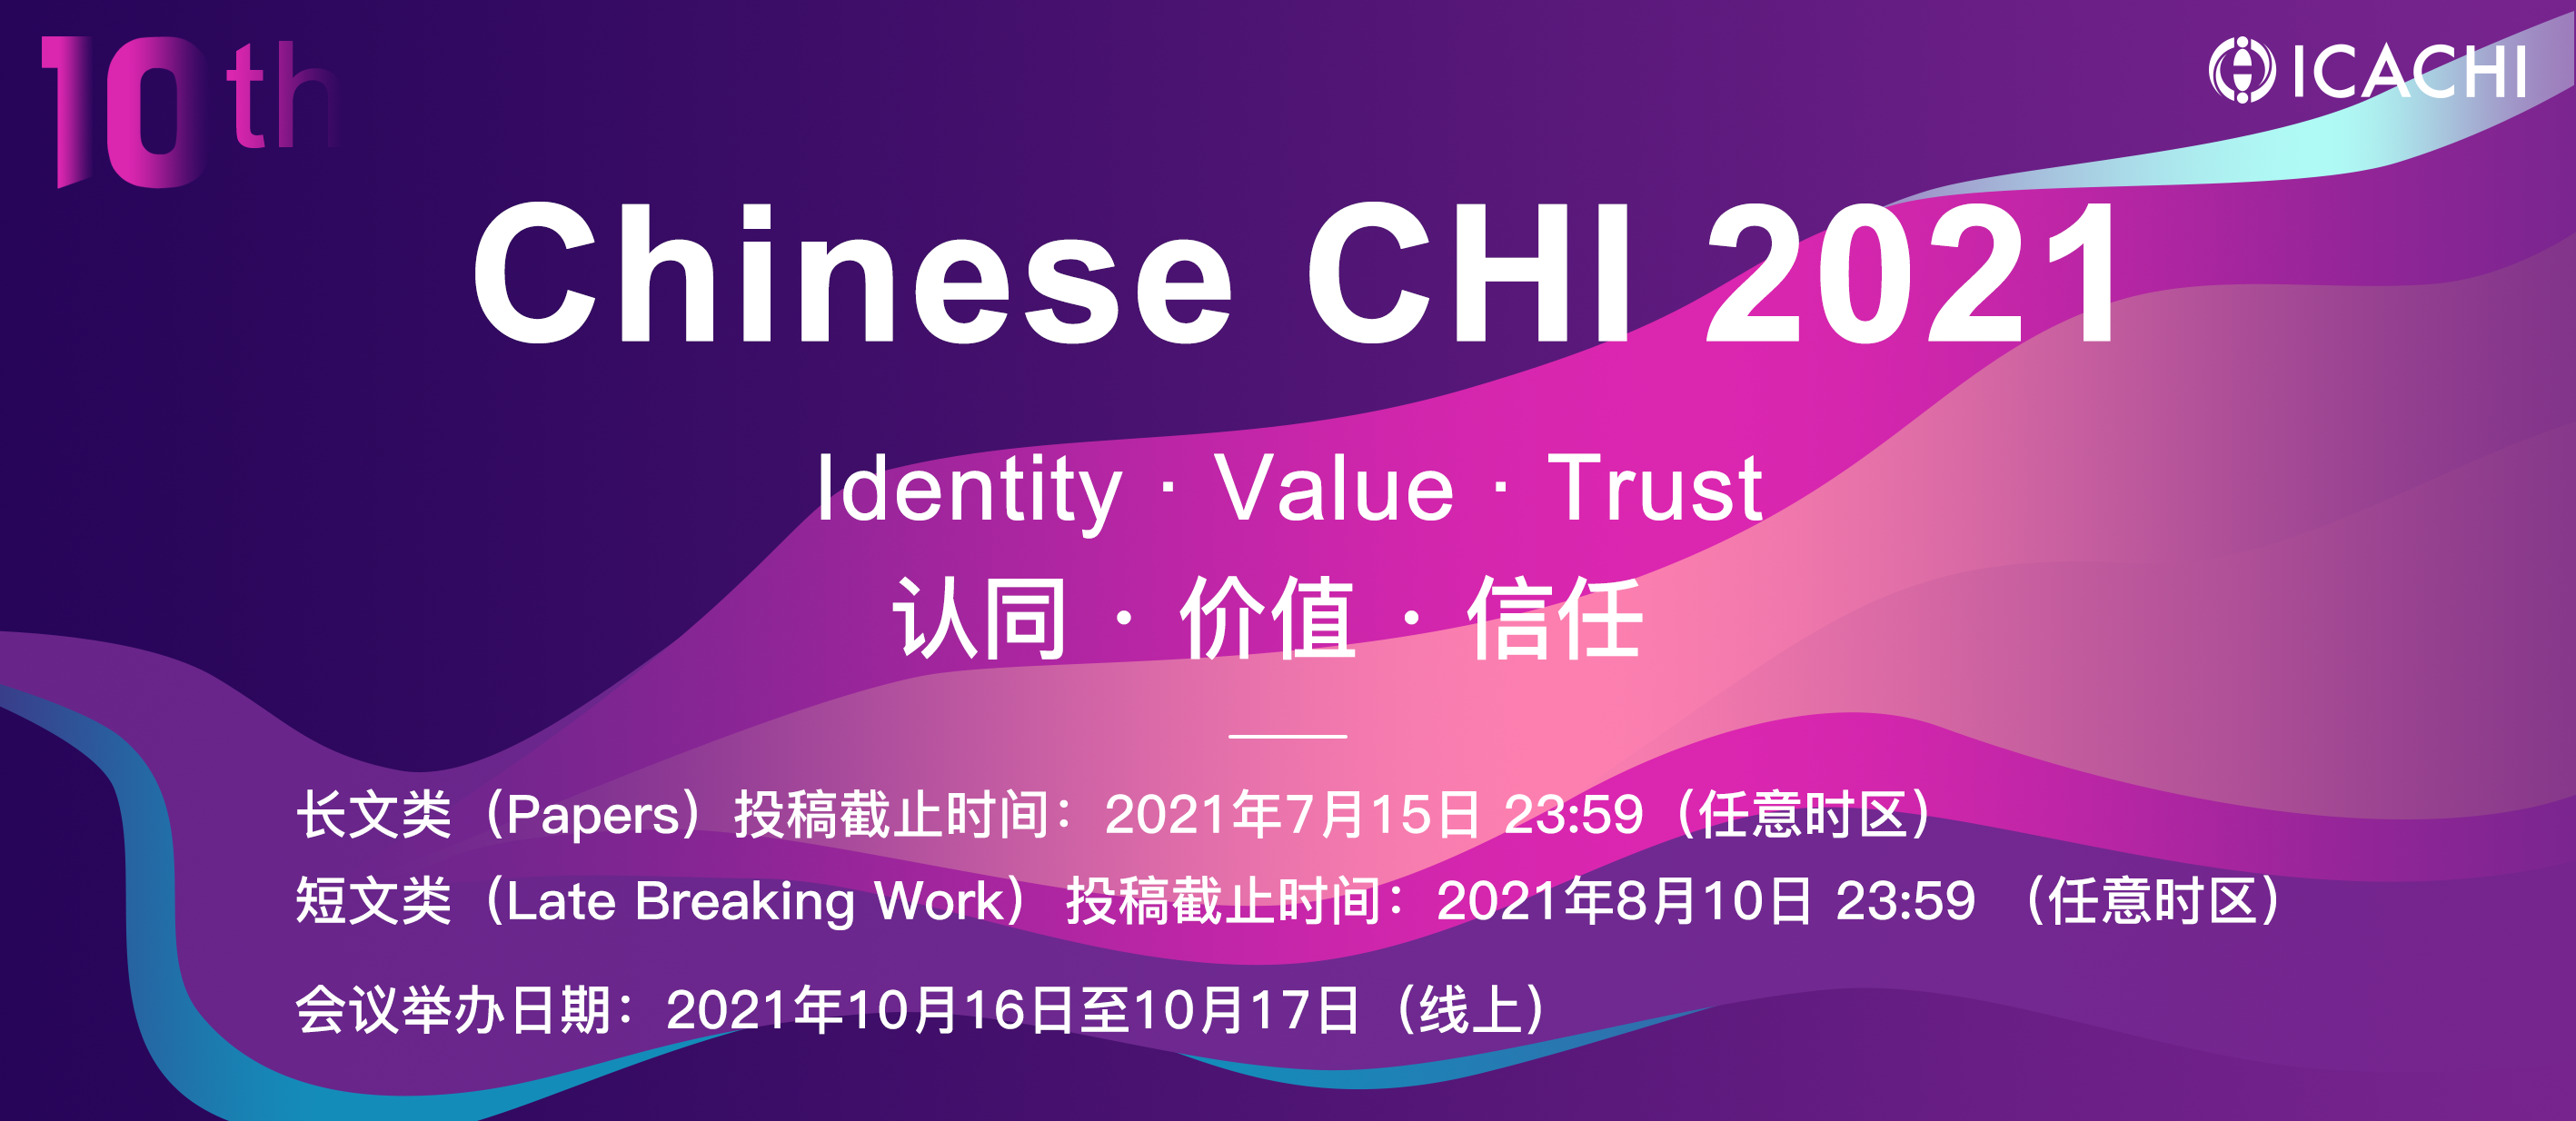 10th
ICACHI
Chinese CHI 2021
Identity · Value · Trust
认同 · 价值 · 信任
长文类（Papers）投稿截止时间：2021年7月15日 23:59（任意时区）
短文类（Late Breaking Work）投稿截止时间：2021年8月10日 23:59 （任意时区）
会议举办日期：2021年10月16日至10月17日（线上）